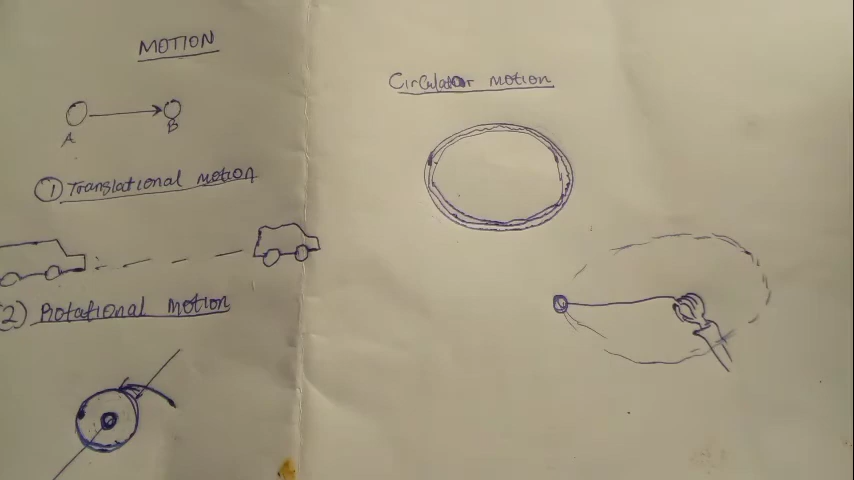 MOTION
A
B
① Translational motion
(2) Rotational motion
Circulator motion